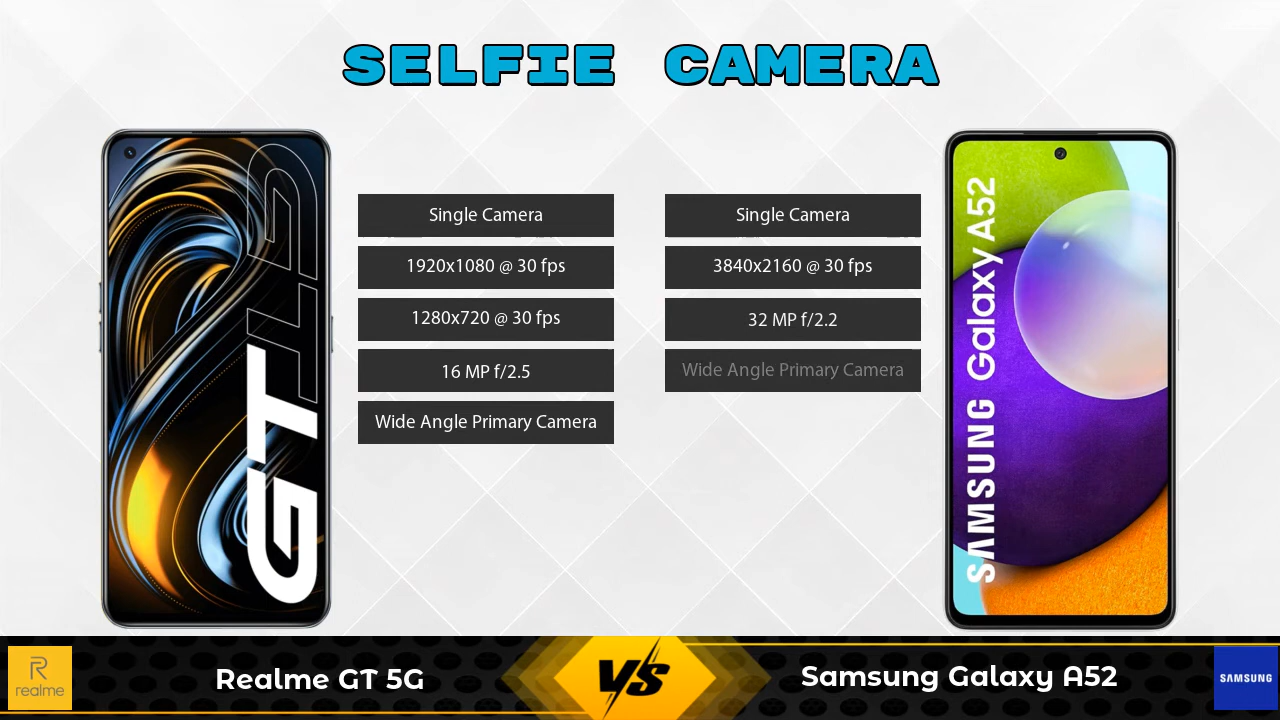 SELFIE CAMERA
Single Camera
1920x1080 @ 30 fps
1280x720 @ 30 fps
16 MP f/2.5
Wide Angle Primary Camera
Single Camera
3840x2160 @ 30 fps
32 MP f/2.2
Wide Angle Primary Camera
GT 5G
SAMSUNG Galaxy A52
R
realme
Realme GT 5G
VS
Samsung Galaxy A52
SAMSUNG